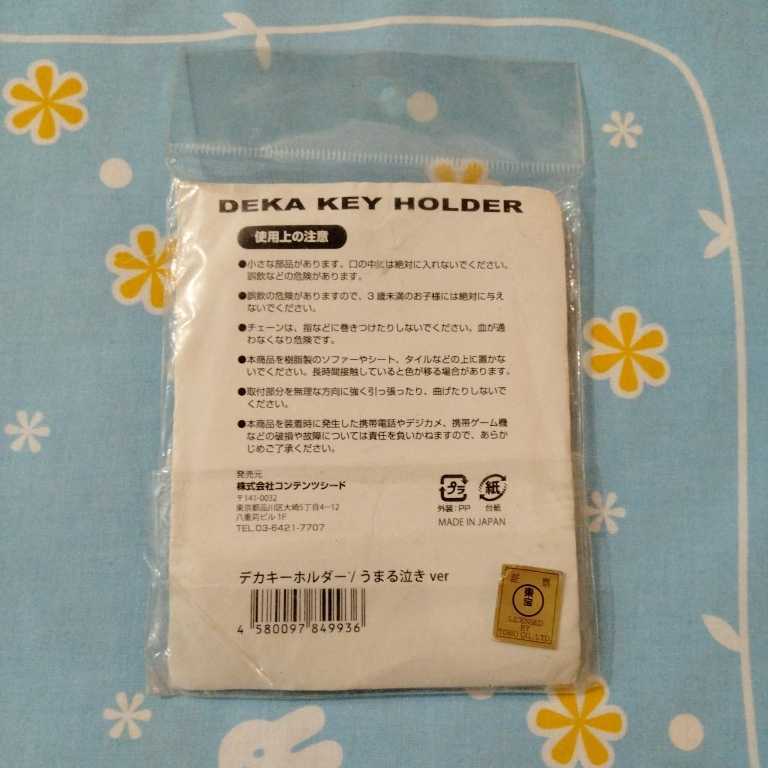 DEKA KEY HOLDER
使用上の注意
●小さな部品があります。口の中には絶対に入れないでください。
誤飲などの危険があります。
●誤飲の危険がありますので、3歳未満のお子様には絶対に与え
ないでください。
●チェーンは、指などに巻きつけたりしないでください。血が通
わなくなり危険です。
●本商品を樹脂製のソファーやシート、タイルなどの上に置かな
いでください。長時間接触していると色が移る場合があります。
●取付部分を無理な方向に強く引っ張ったり、曲げたりしないで
ください。
●本商品を装着時に発生した携帯電話やデジカメ、携帯ゲーム機
などの破損や故障については責任を負いかねますので、あらか
じめご了承ください。
発売元
株式会社コンテンツシード
〒141-0032
東京都品川区大崎5丁目4-12
八重苅ビル1F
TEL.03-6421-7707
プラ
紙
外装:PP
台紙
MADE IN JAPAN
デカキーホルダー/うまる泣き ver
4 580097 849936
証 票
東宝
LICENSED
BY
TOHO CO.,LTD.